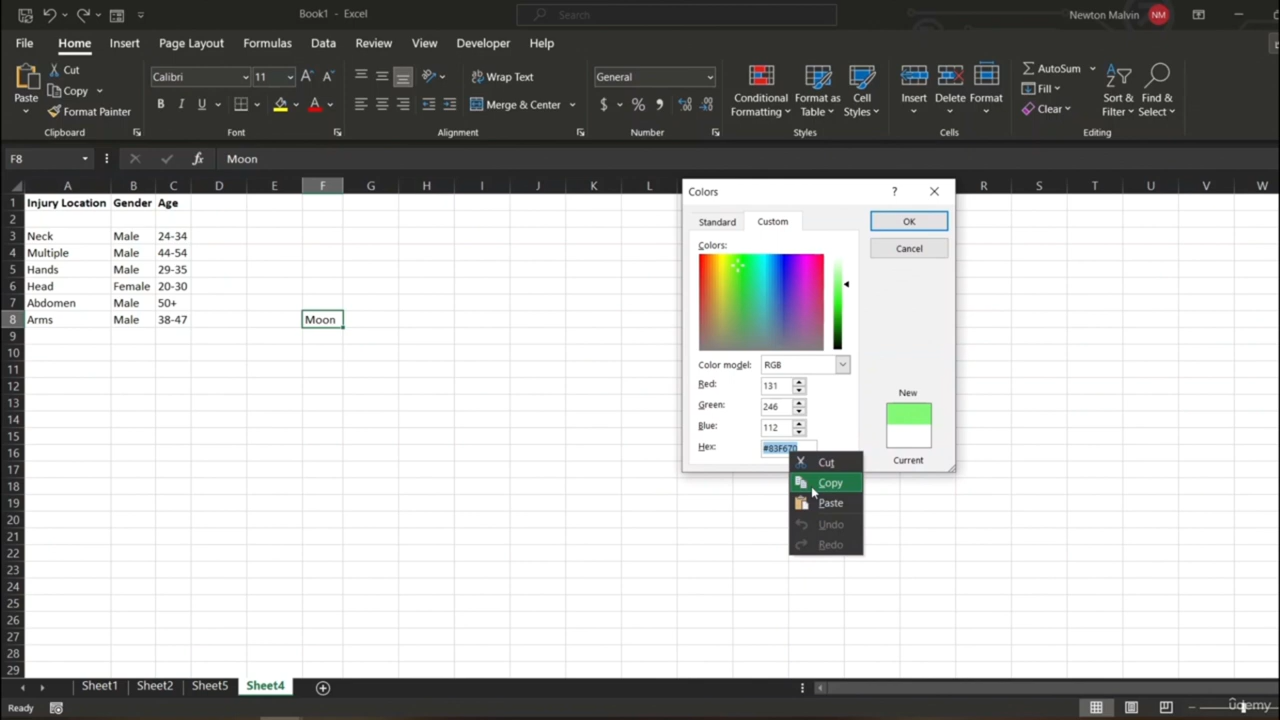 Book1 - Excel
Search
Newton Malvin NM
File Home Insert Page Layout Formulas Data Review View Developer Help
Paste
Cut
Copy
Format Painter
Clipboard
Calibri 11
B I U
Font
Wrap Text
Merge & Center
Alignment
General
$ % ,
Number
Conditional Formatting
Format as Table
Cell Styles
Styles
Insert Delete Format
Cells
AutoSum
Fill
Clear
Sort & Filter
Find & Select
Editing
F8 fx Moon
A B C D E F G H I J K L R S T U V W
1 Injury Location Gender Age
2
3 Neck Male 24-34
4 Multiple Male 44-54
5 Hands Male 29-35
6 Head Female 20-30
7 Abdomen Male 50+
8 Arms Male 38-47 Moon
9
10
11
12
13
14
15
16
17
18
19
20
21
22
23
24
25
26
27
28
29
Colors ?
Standard Custom
OK
Cancel
Colors:
Color model: RGB
Red: 131
Green: 246
Blue: 112
Hex: #83F670
New
Current
Cut
Copy
Paste
Undo
Redo
Sheet1 Sheet2 Sheet5 Sheet4
Ready
udemy